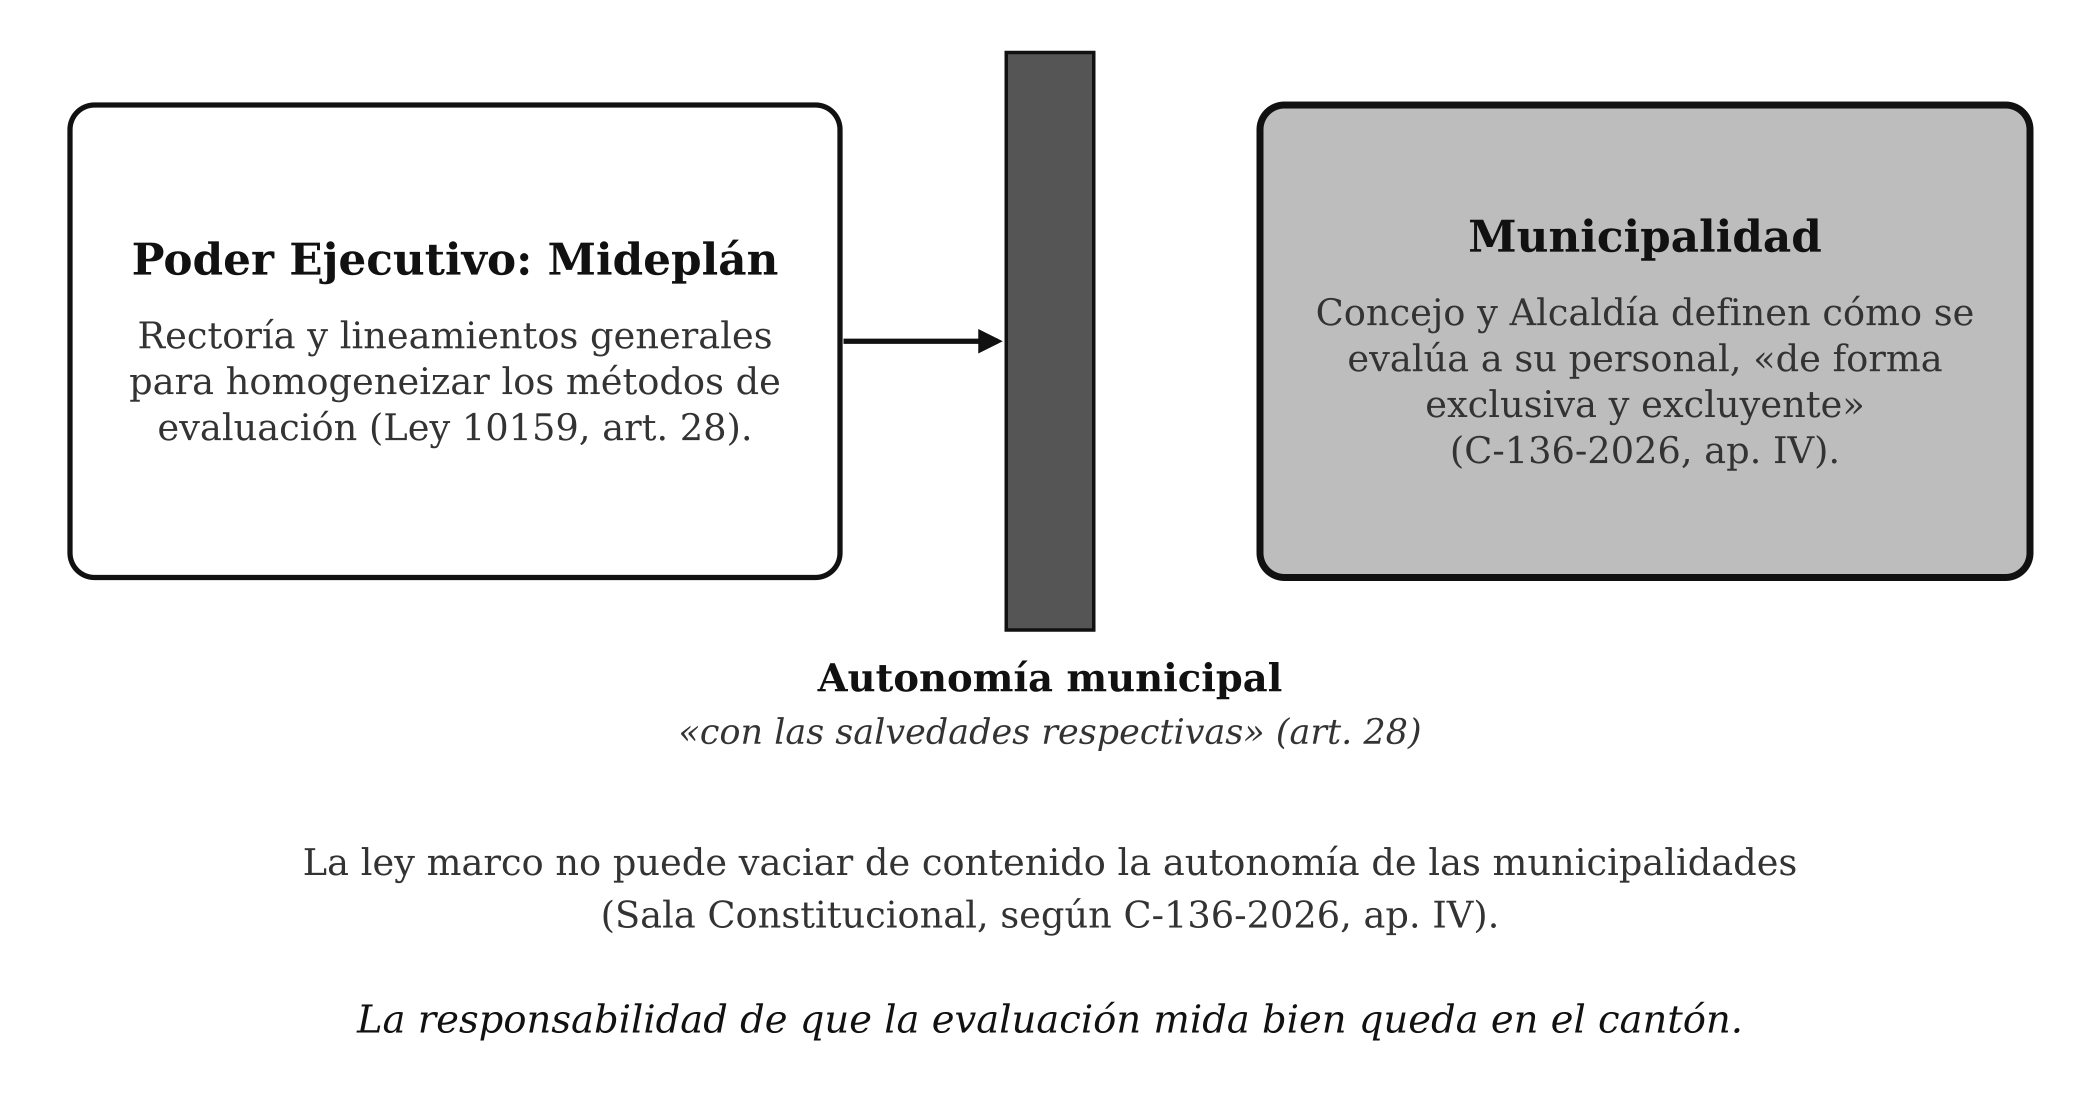 Poder Ejecutivo: Mideplán
Rectoría y lineamientos generales
para homogeneizar los métodos de
evaluación (Ley 10159, art. 28).
Municipalidad
Concejo y Alcaldía definen cómo se
evalúa a su personal, «de forma
exclusiva y excluyente»
(C-136-2026, ap. IV).
Autonomía municipal
«con las salvedades respectivas» (art. 28)
La ley marco no puede vaciar de contenido la autonomía de las municipalidades
(Sala Constitucional, según C-136-2026, ap. IV).
La responsabilidad de que la evaluación mida bien queda en el cantón.